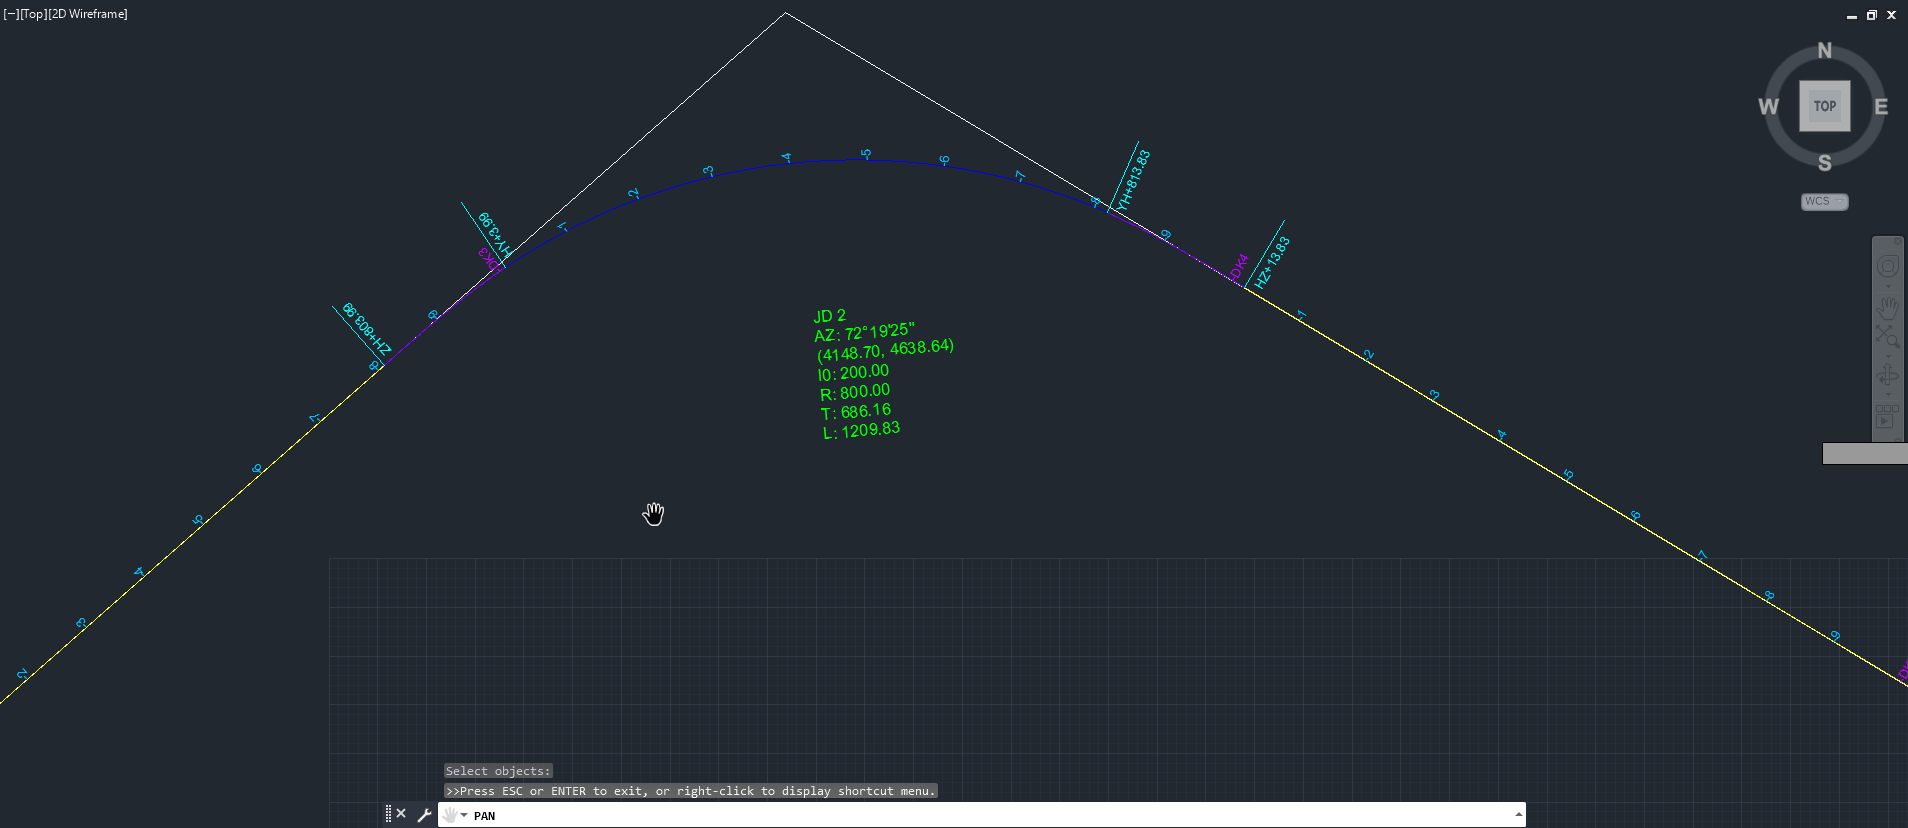 [−][Top][2D Wireframe]
N
W
TOP
E
S
WCS
4
5
6
3
7
2
8
YH+813.83
1
HY+3.99
DK3
9
DK4
HZ+13.83
9
ZH+803.99
8
JD 2
AZ: 72°19'25"
(4148.70, 4638.64)
l0: 200.00
R: 800.00
T: 686.16
L: 1209.83
1
2
3
4
5
6
7
8
9
7
6
5
4
3
2
Select objects:
>>Press ESC or ENTER to exit, or right-click to display shortcut menu.
PAN